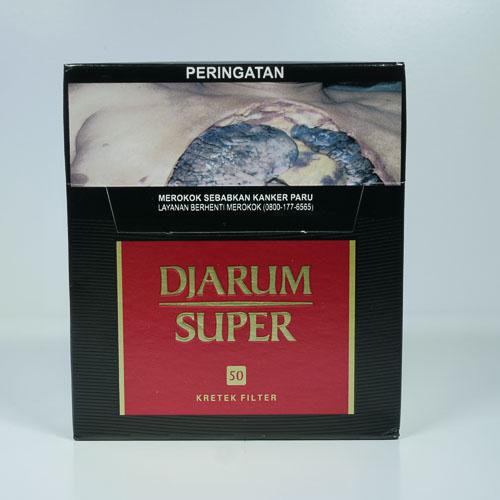 PERINGATAN
MEROKOK SEBABKAN KANKER PARU
LAYANAN BERHENTI MEROKOK (0800-177-6565)
DJARUM
SUPER
50
KRETEK FILTER